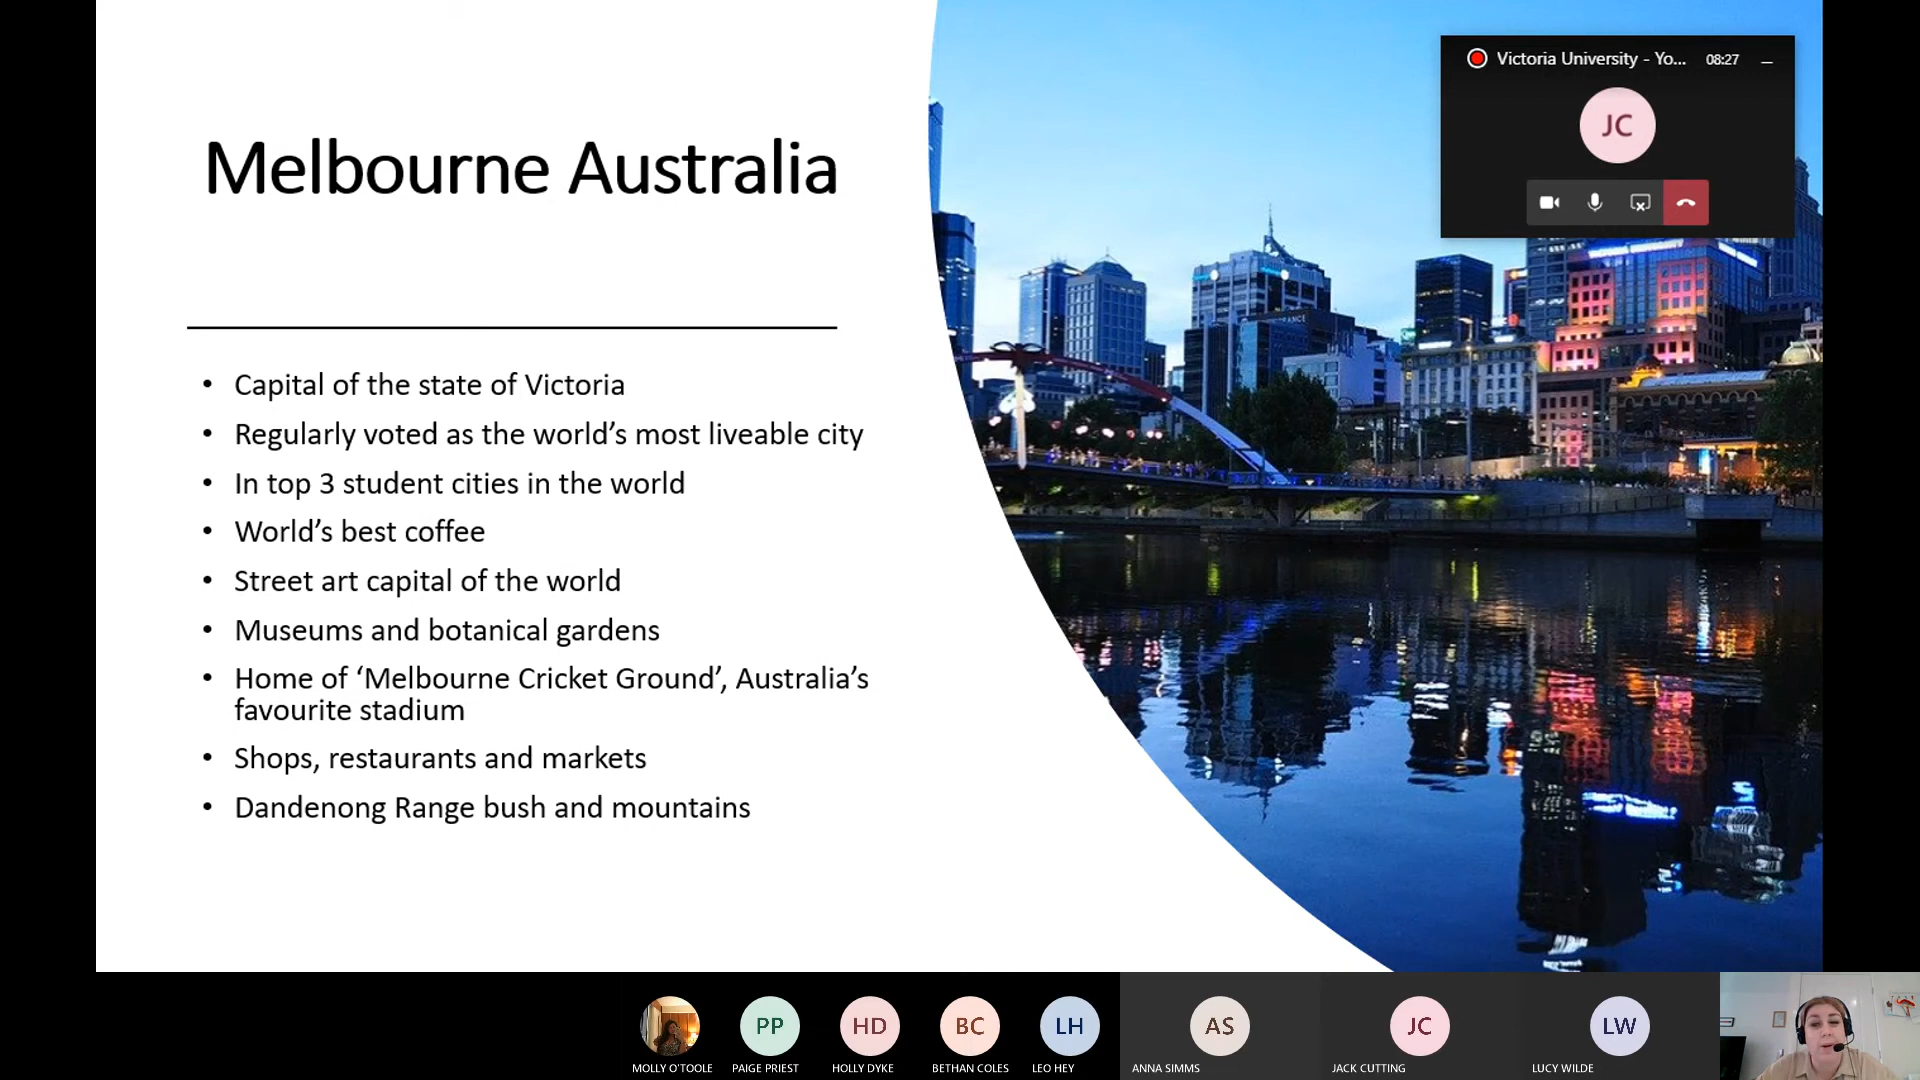 Melbourne Australia
• Capital of the state of Victoria
• Regularly voted as the world’s most liveable city
• In top 3 student cities in the world
• World’s best coffee
• Street art capital of the world
• Museums and botanical gardens
• Home of ‘Melbourne Cricket Ground’, Australia’s
favourite stadium
• Shops, restaurants and markets
• Dandenong Range bush and mountains
Victoria University - Yo... 08:27
JC
PP HD BC LH AS JC LW
MOLLY O'TOOLE PAIGE PRIEST HOLLY DYKE BETHAN COLES LEO HEY ANNA SIMMS JACK CUTTING LUCY WILDE